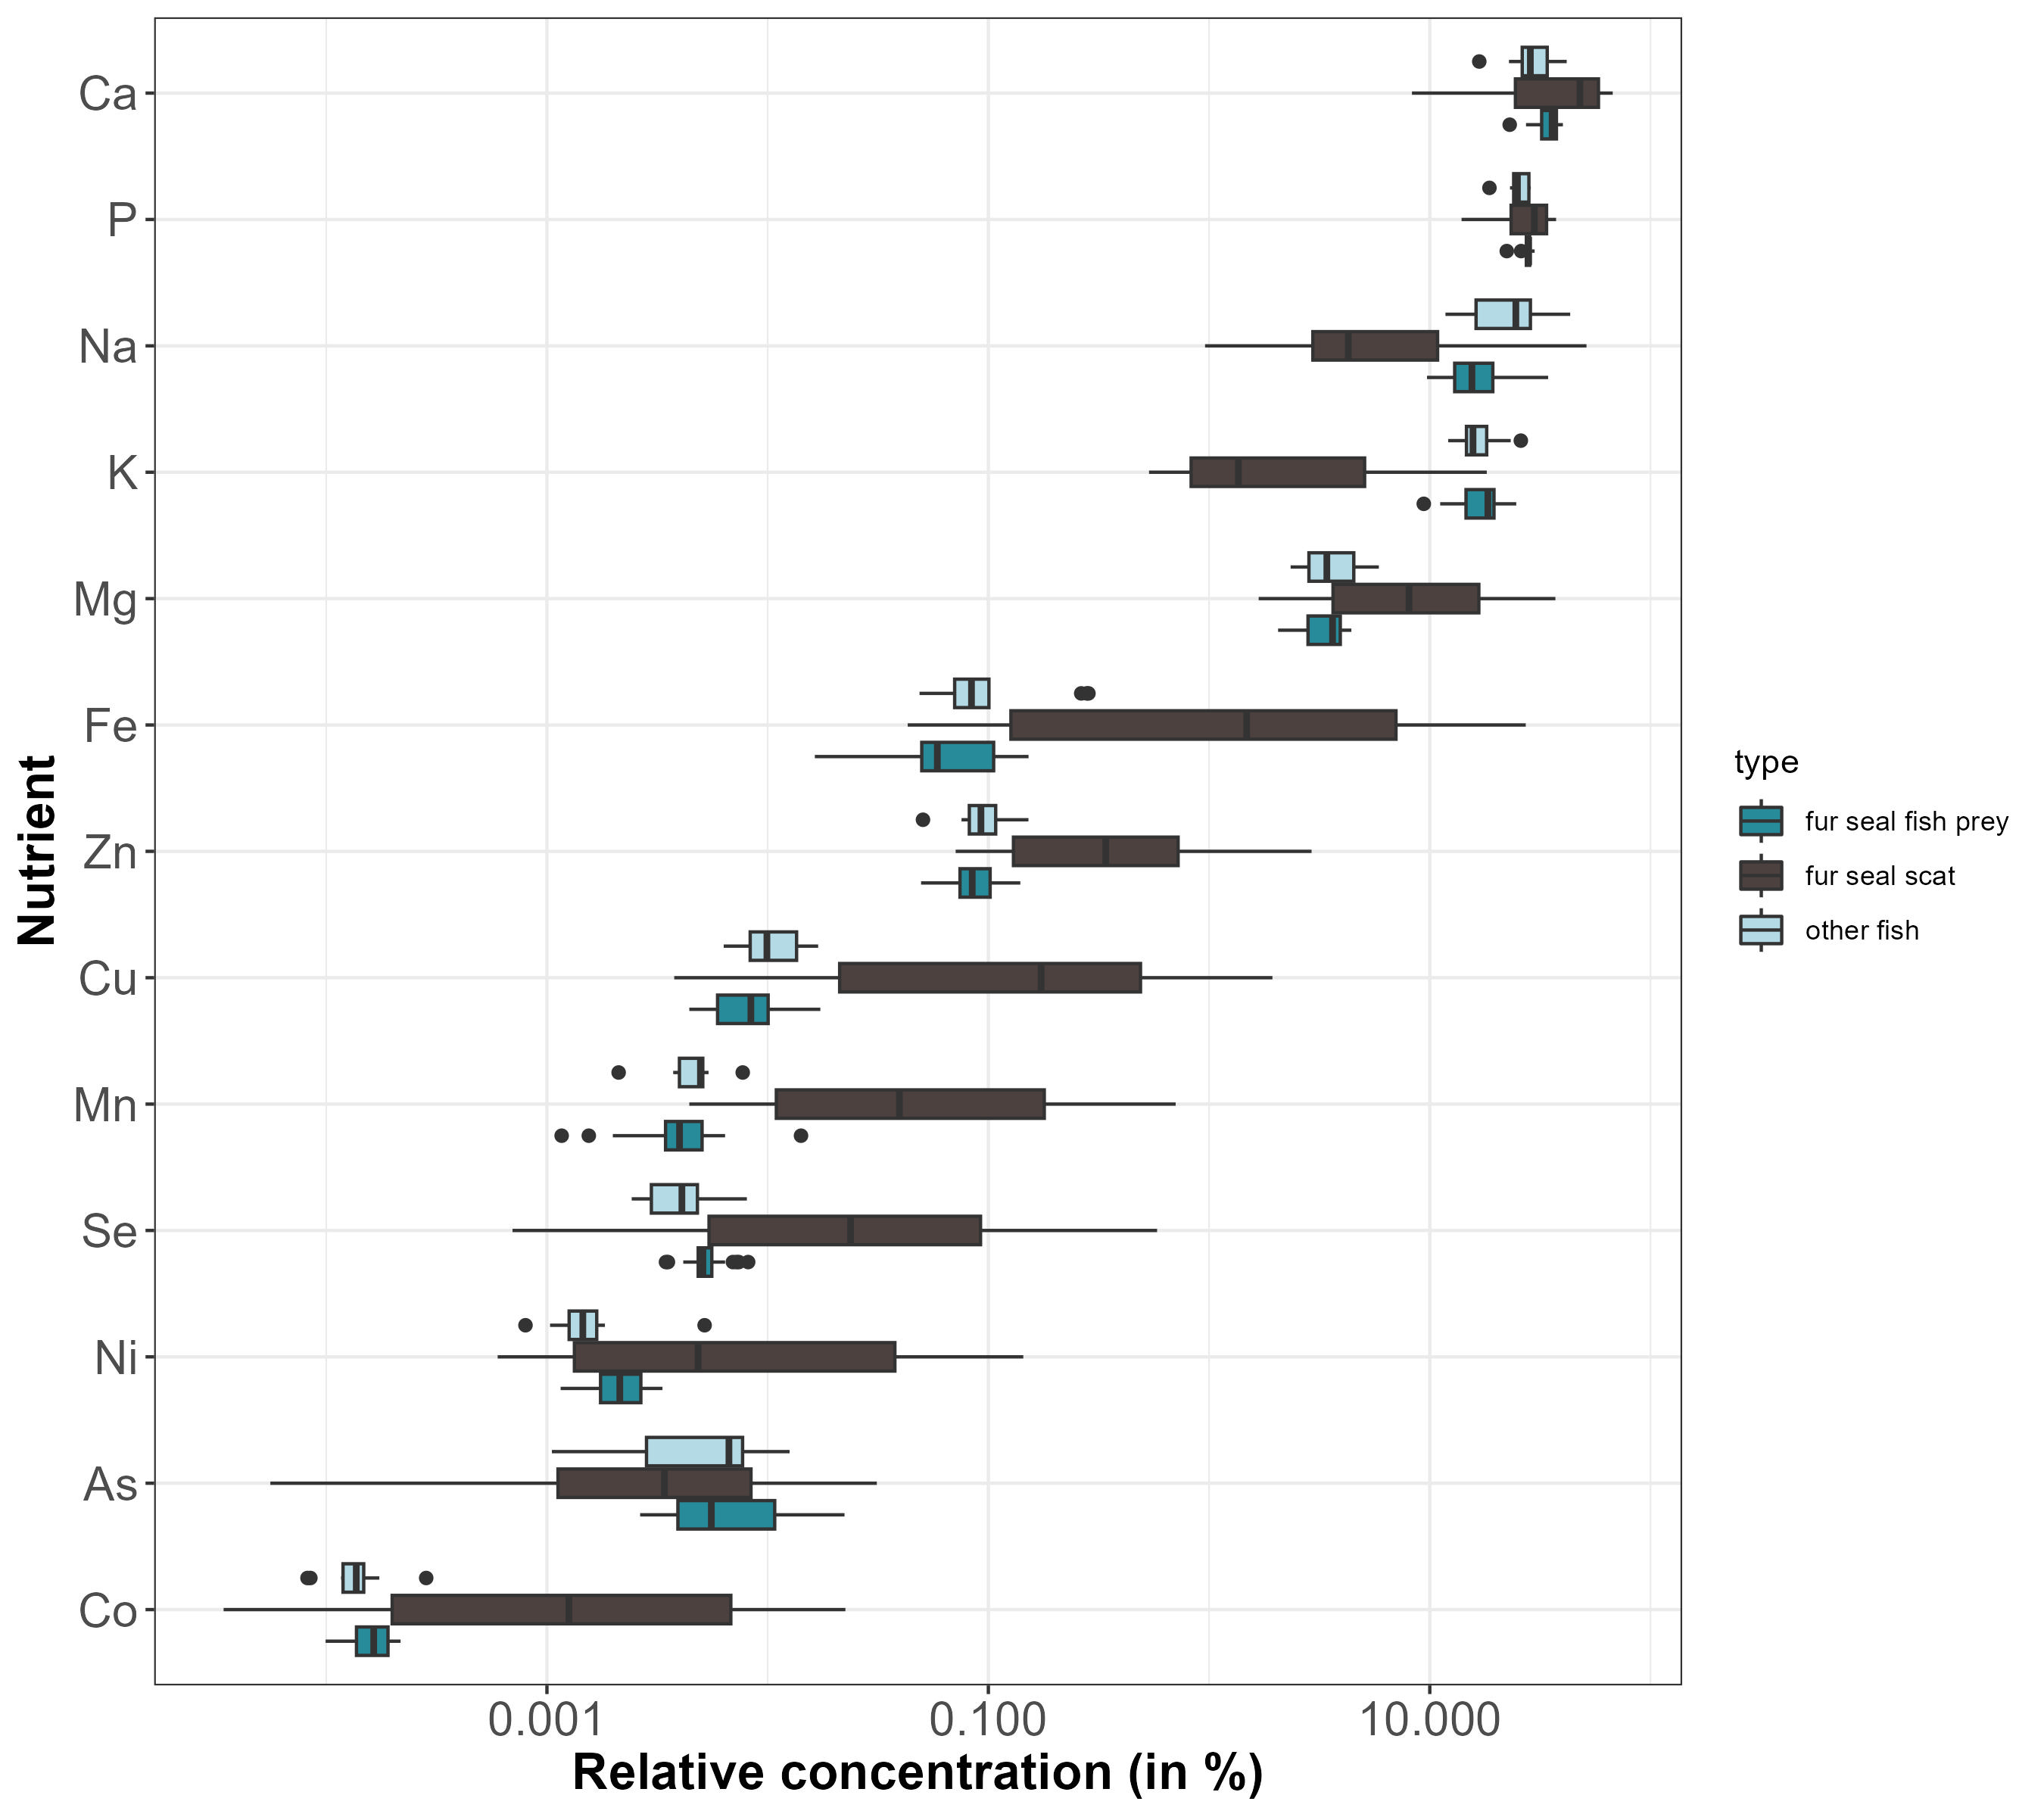 Ca
P
Na
K
Mg
Fe
Zn
Cu
Mn
Se
Ni
As
Co
Nutrient
0.001
0.100
10.000
Relative concentration (in %)
type
fur seal fish prey
fur seal scat
other fish